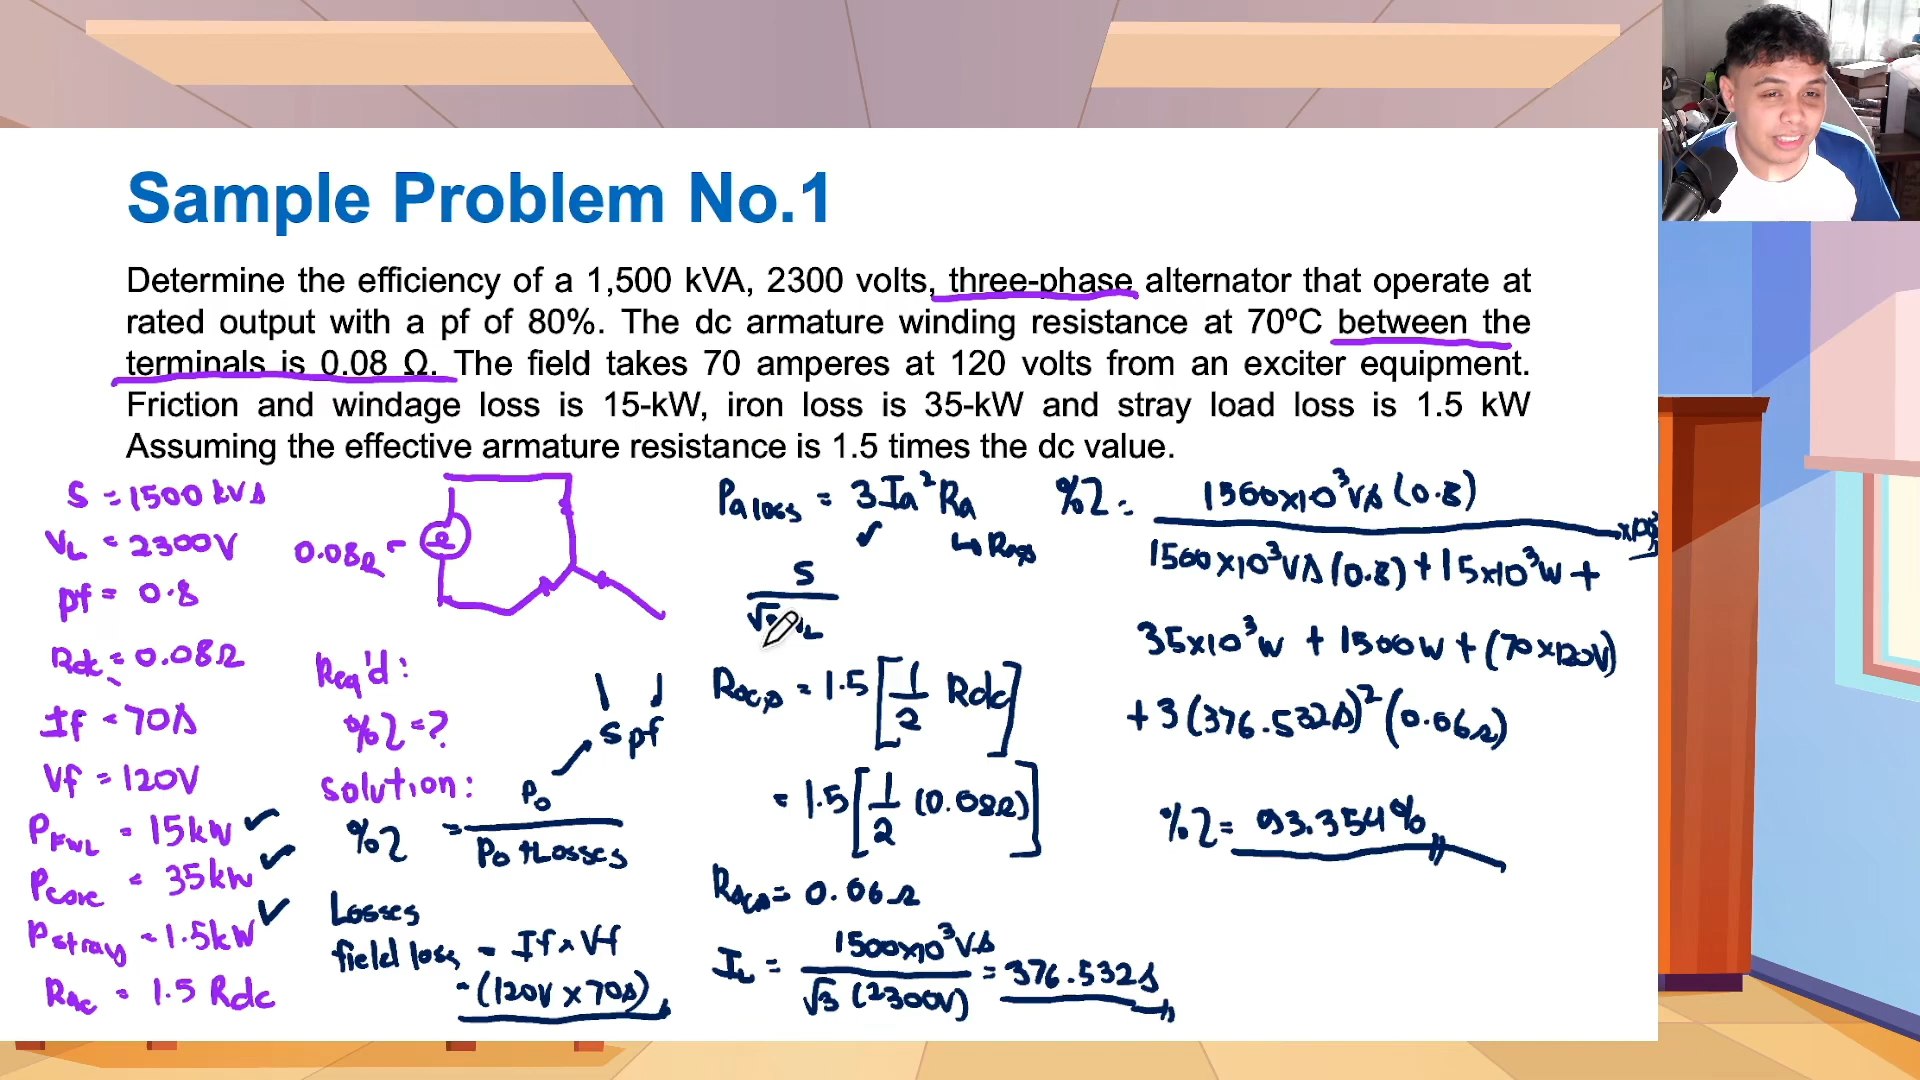 Sample Problem No.1
Determine the efficiency of a 1,500 kVA, 2300 volts, three-phase alternator that operate at
rated output with a pf of 80%. The dc armature winding resistance at 70ºC between the
terminals is 0.08 Ω. The field takes 70 amperes at 120 volts from an exciter equipment.
Friction and windage loss is 15-kW, iron loss is 35-kW and stray load loss is 1.5 kW
Assuming the effective armature resistance is 1.5 times the dc value.
S = 1500 kVA
VL = 2300V
pf = 0.8
Rdc = 0.08Ω
If = 70A
Vf = 120V
PFWL = 15kW ✓
Pcore = 35kW ✓
Pstray = 1.5kW ✓
Rac = 1.5 Rdc
0.08Ω
Req'd:
%η = ?
Solution:
S pf
%η = Po / Po + Losses
Losses
field loss = If x Vf
= (120V x 70A)
Pa loss = 3Ia² Ra
✓ ↳ Racφ
S
Racφ = 1.5 [1/2 Rdc]
= 1.5 [1/2 (0.08Ω)]
Racφ = 0.06Ω
IL = 1500x10³VA / √3 (2300V) = 376.532A
%η = 1500x10³VA (0.8)
1500x10³VA (0.8) + 15x10³W +
35x10³W + 1500W + (70x120V)
+ 3(376.532A)² (0.06Ω)
%η = 93.354%